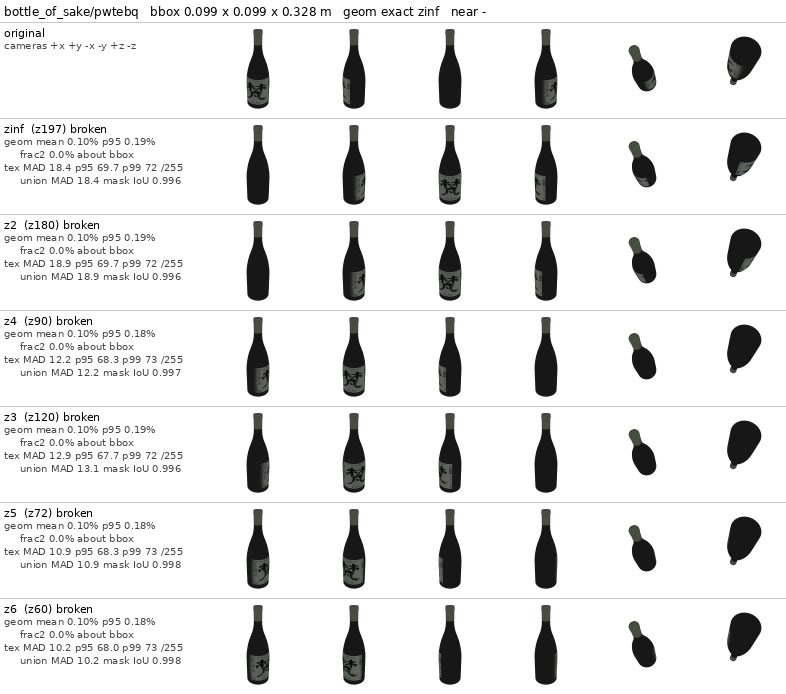 bottle_of_sake/pwtebq bbox 0.099 x 0.099 x 0.328 m geom exact zinf near -
original
cameras +x +y -x -y +z -z
zinf (z197) broken
geom mean 0.10% p95 0.19%
frac2 0.0% about bbox
tex MAD 18.4 p95 69.7 p99 72 /255
union MAD 18.4 mask IoU 0.996
z2 (z180) broken
geom mean 0.10% p95 0.19%
frac2 0.0% about bbox
tex MAD 18.9 p95 69.7 p99 72 /255
union MAD 18.9 mask IoU 0.996
z4 (z90) broken
geom mean 0.10% p95 0.18%
frac2 0.0% about bbox
tex MAD 12.2 p95 68.3 p99 73 /255
union MAD 12.2 mask IoU 0.997
z3 (z120) broken
geom mean 0.10% p95 0.19%
frac2 0.0% about bbox
tex MAD 12.9 p95 67.7 p99 72 /255
union MAD 13.1 mask IoU 0.996
z5 (z72) broken
geom mean 0.10% p95 0.18%
frac2 0.0% about bbox
tex MAD 10.9 p95 68.3 p99 73 /255
union MAD 10.9 mask IoU 0.998
z6 (z60) broken
geom mean 0.10% p95 0.18%
frac2 0.0% about bbox
tex MAD 10.2 p95 68.0 p99 73 /255
union MAD 10.2 mask IoU 0.998